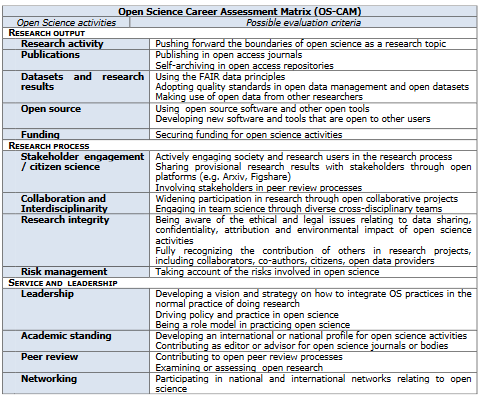 Open Science Career Assessment Matrix (OS-CAM)
Open Science activities Possible evaluation criteria
RESEARCH OUTPUT
Research activity Pushing forward the boundaries of open science as a research topic
Publications Publishing in open access journals
Self-archiving in open access repositories
Datasets and research results Using the FAIR data principles
Adopting quality standards in open data management and open datasets
Making use of open data from other researchers
Open source Using open source software and other open tools
Developing new software and tools that are open to other users
Funding Securing funding for open science activities
RESEARCH PROCESS
Stakeholder engagement / citizen science Actively engaging society and research users in the research process
Sharing provisional research results with stakeholders through open
platforms (e.g. Arxiv, Figshare)
Involving stakeholders in peer review processes
Collaboration and Interdisciplinarity Widening participation in research through open collaborative projects
Engaging in team science through diverse cross-disciplinary teams
Research integrity Being aware of the ethical and legal issues relating to data sharing,
confidentiality, attribution and environmental impact of open science
activities
Fully recognizing the contribution of others in research projects,
including collaborators, co-authors, citizens, open data providers
Risk management Taking account of the risks involved in open science
SERVICE AND LEADERSHIP
Leadership Developing a vision and strategy on how to integrate OS practices in the
normal practice of doing research
Driving policy and practice in open science
Being a role model in practicing open science
Academic standing Developing an international or national profile for open science activities
Contributing as editor or advisor for open science journals or bodies
Peer review Contributing to open peer review processes
Examining or assessing open research
Networking Participating in national and international networks relating to open
science